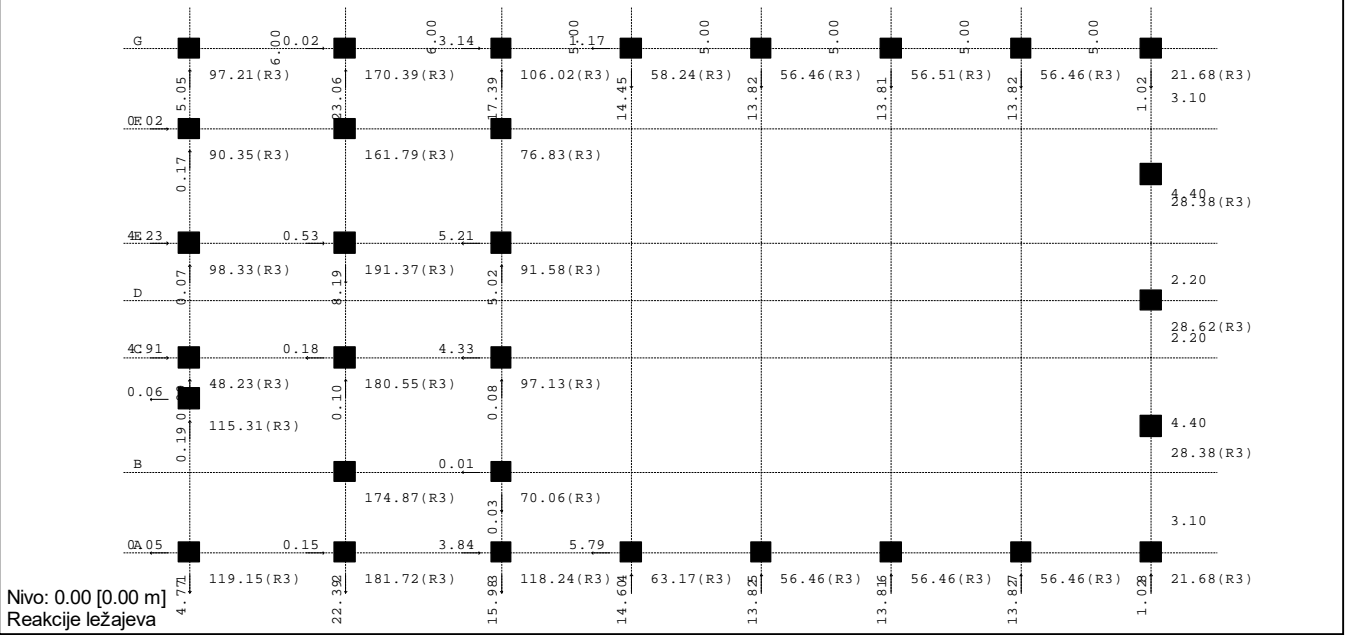 G 6.00 0.02 6.00 3.14 5.00 1.17 5.00 5.00 5.00 5.00
97.21(R3) 170.39(R3) 106.02(R3) 58.24(R3) 56.46(R3) 56.51(R3) 56.46(R3) 21.68(R3)
5.05 23.06 17.39 14.45 13.82 13.81 13.82 1.02 3.10
02
90.35(R3) 161.79(R3) 76.83(R3)
0.17
4.40
28.38(R3)
23 0.53 5.21
98.33(R3) 191.37(R3) 91.58(R3)
0.07 8.19 5.02 2.20
D
28.62(R3)
2.20
91 0.18 4.33
48.23(R3) 180.55(R3) 97.13(R3)
0.06 0.10 0.08
115.31(R3) 4.40
0.19
28.38(R3)
B 0.01
174.87(R3) 70.06(R3)
0.03 3.10
05 0.15 3.84 5.79
119.15(R3) 181.72(R3) 118.24(R3) 63.17(R3) 56.46(R3) 56.46(R3) 56.46(R3) 21.68(R3)
Nivo: 0.00 [0.00 m]
Reakcije ležajeva